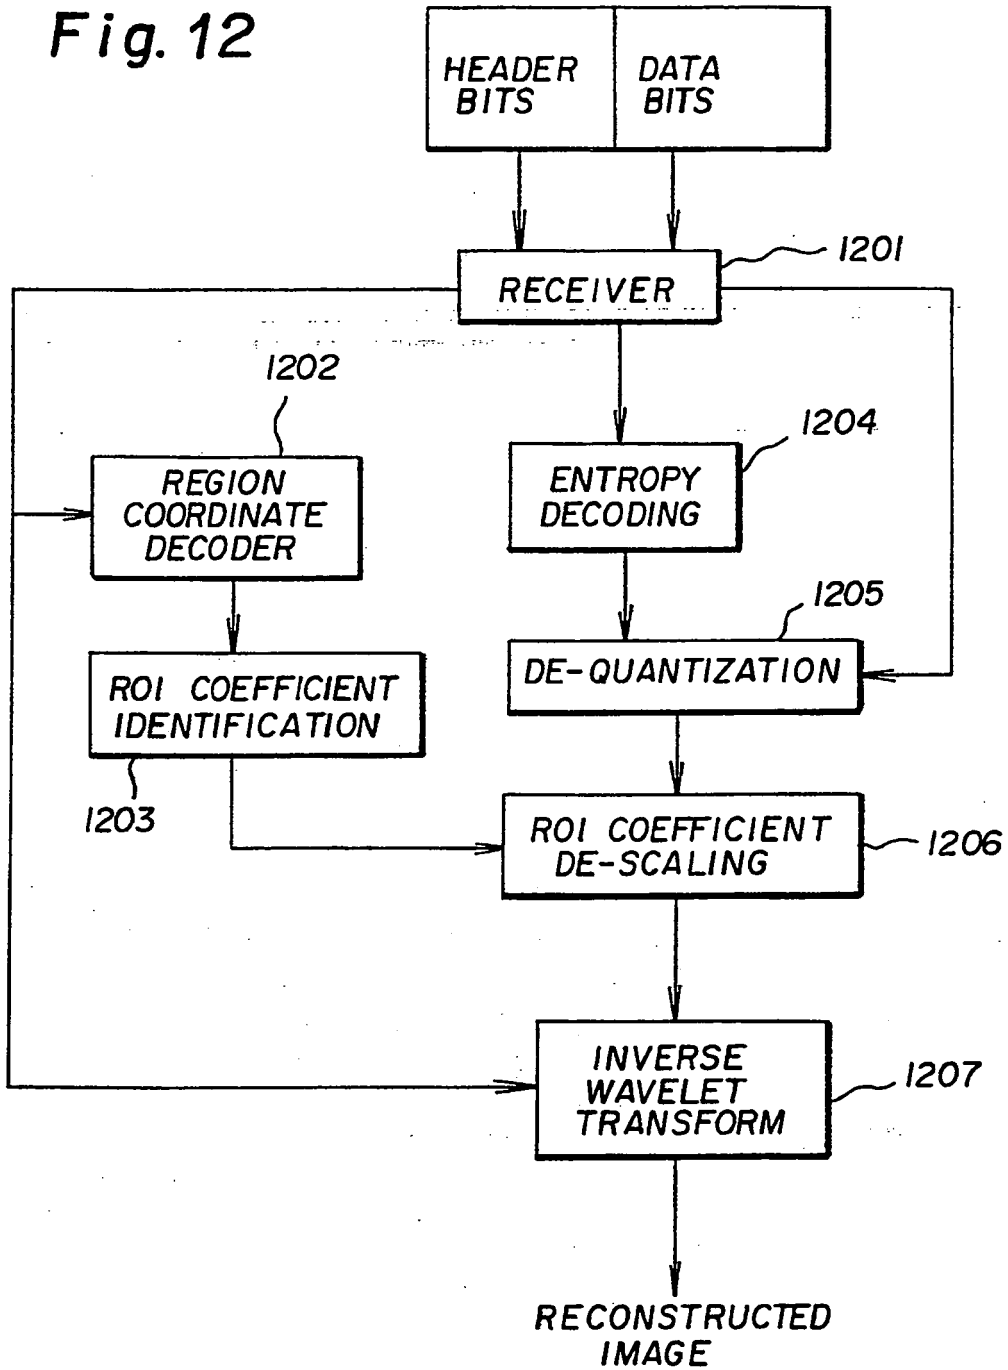 Fig. 12
HEADER
BITS
DATA
BITS
1201
RECEIVER
1202
1204
REGION
COORDINATE
DECODER
ENTROPY
DECODING
1205
DE-QUANTIZATION
ROI COEFFICIENT
IDENTIFICATION
1203
ROI COEFFICIENT
DE-SCALING
1206
INVERSE
WAVELET
TRANSFORM
1207
RECONSTRUCTED
IMAGE